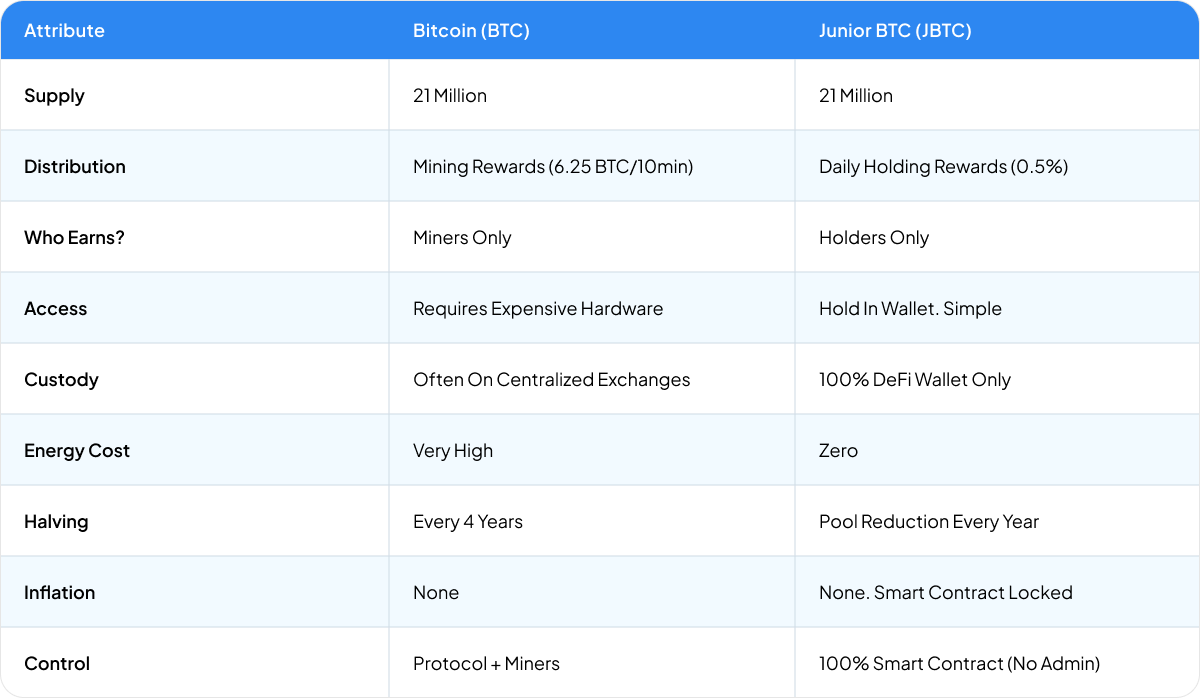 Attribute Bitcoin (BTC) Junior BTC (JBTC)
Supply 21 Million 21 Million
Distribution Mining Rewards (6.25 BTC/10min) Daily Holding Rewards (0.5%)
Who Earns? Miners Only Holders Only
Access Requires Expensive Hardware Hold In Wallet. Simple
Custody Often On Centralized Exchanges 100% DeFi Wallet Only
Energy Cost Very High Zero
Halving Every 4 Years Pool Reduction Every Year
Inflation None None. Smart Contract Locked
Control Protocol + Miners 100% Smart Contract (No Admin)